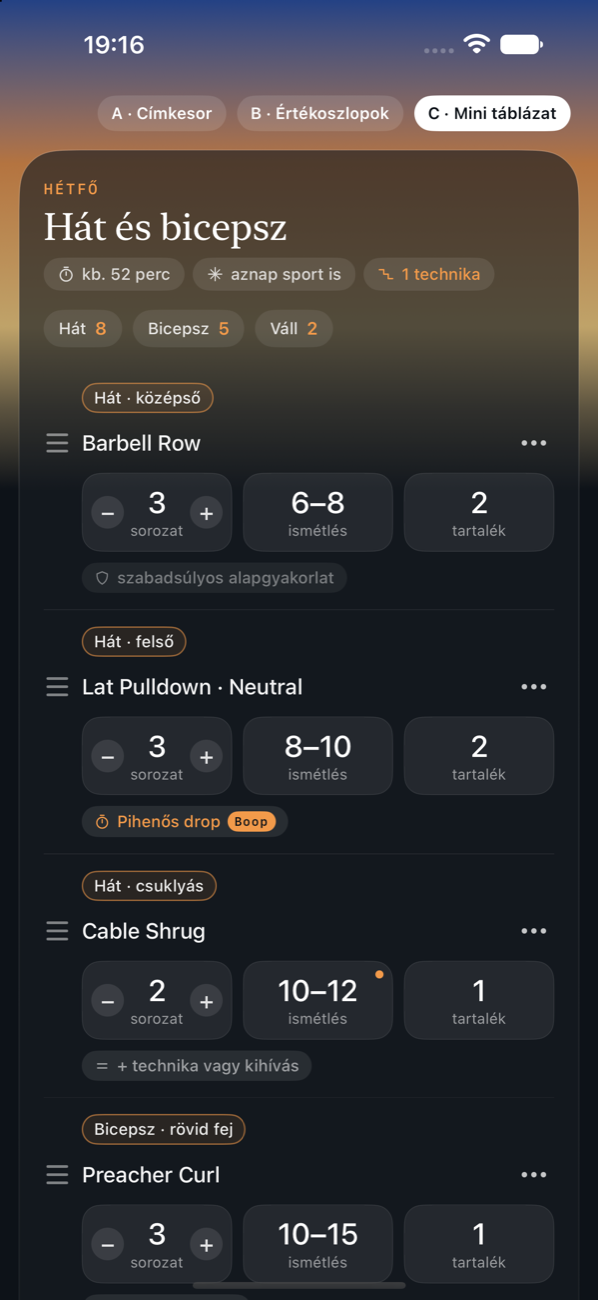 19:16
A · Címkesor
B · Értékoszlopok
C · Mini táblázat
HÉTFŐ
Hát és bicepsz
kb. 52 perc
aznap sport is
1 technika
Hát 8
Bicepsz 5
Váll 2
Hát · középső
Barbell Row
− 3 +
sorozat
6–8
ismétlés
2
tartalék
szabadsúlyos alapgyakorlat
Hát · felső
Lat Pulldown · Neutral
− 3 +
sorozat
8–10
ismétlés
2
tartalék
Pihenős drop Boop
Hát · csuklyás
Cable Shrug
− 2 +
sorozat
10–12
ismétlés
1
tartalék
+ technika vagy kihívás
Bicepsz · rövid fej
Preacher Curl
− 3 +
sorozat
10–15
ismétlés
1
tartalék